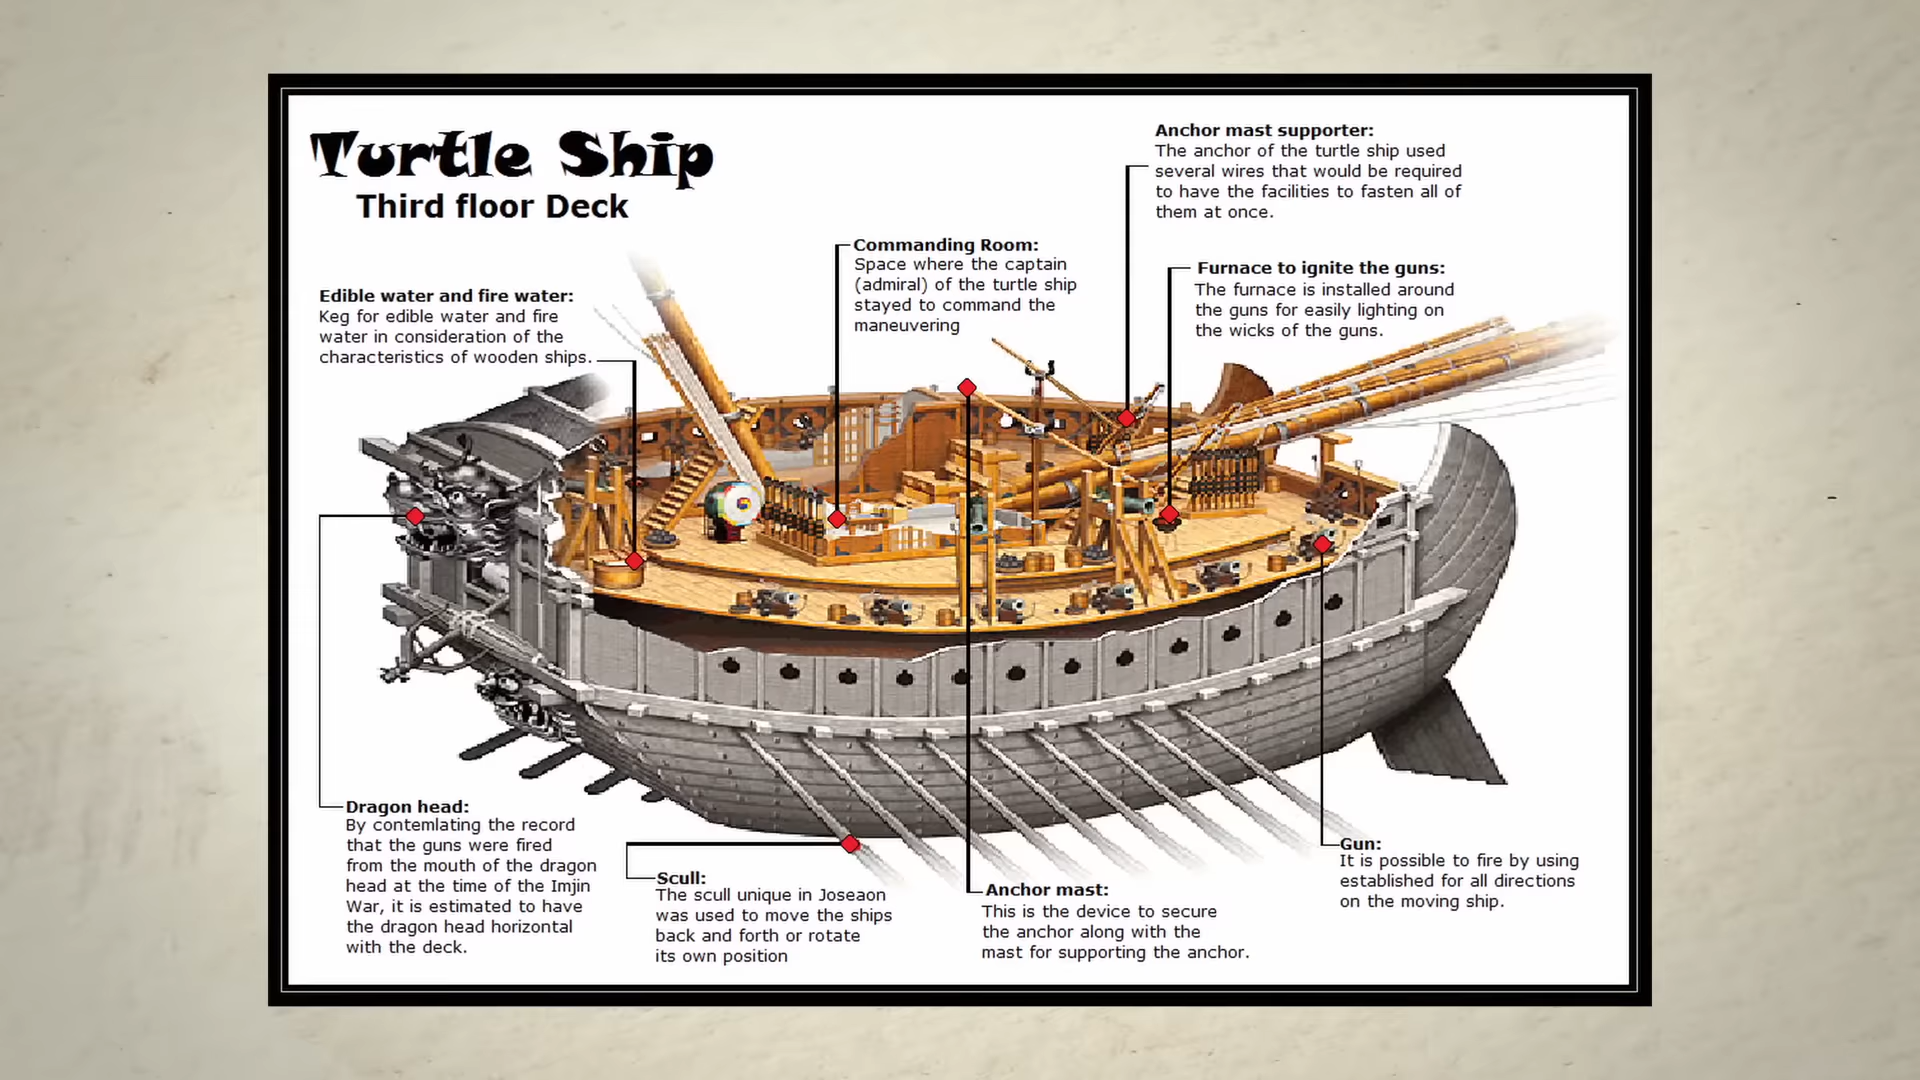 Turtle Ship
Third floor Deck
Anchor mast supporter:
The anchor of the turtle ship used
several wires that would be required
to have the facilities to fasten all of
them at once.
Commanding Room:
Space where the captain
(admiral) of the turtle ship
stayed to command the
maneuvering
Furnace to ignite the guns:
The furnace is installed around
the guns for easily lighting on
the wicks of the guns.
Edible water and fire water:
Keg for edible water and fire
water in consideration of the
characteristics of wooden ships.
Dragon head:
By contemlating the record
that the guns were fired
from the mouth of the dragon
head at the time of the Imjin
War, it is estimated to have
the dragon head horizontal
with the deck.
Scull:
The scull unique in Joseaon
was used to move the ships
back and forth or rotate
its own position
Anchor mast:
This is the device to secure
the anchor along with the
mast for supporting the anchor.
Gun:
It is possible to fire by using
established for all directions
on the moving ship.